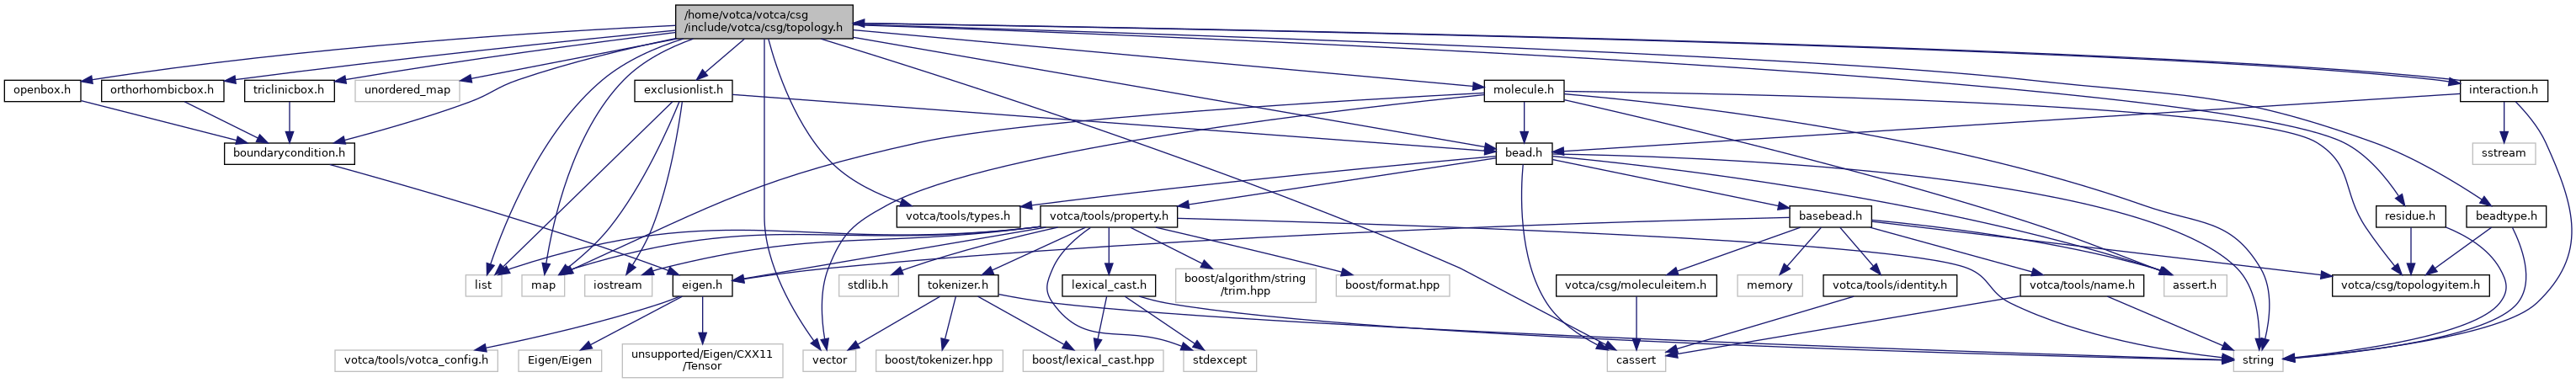 /home/votca/votca/csg
/include/votca/csg/topology.h
openbox.h
orthorhombicbox.h
triclinicbox.h
unordered_map
exclusionlist.h
molecule.h
interaction.h
boundarycondition.h
bead.h
sstream
votca/tools/types.h
votca/tools/property.h
basebead.h
residue.h
beadtype.h
list
map
iostream
eigen.h
stdlib.h
tokenizer.h
lexical_cast.h
boost/algorithm/string
/trim.hpp
boost/format.hpp
votca/csg/moleculeitem.h
memory
votca/tools/identity.h
votca/tools/name.h
assert.h
votca/csg/topologyitem.h
votca/tools/votca_config.h
Eigen/Eigen
unsupported/Eigen/CXX11
/Tensor
vector
boost/tokenizer.hpp
boost/lexical_cast.hpp
stdexcept
cassert
string